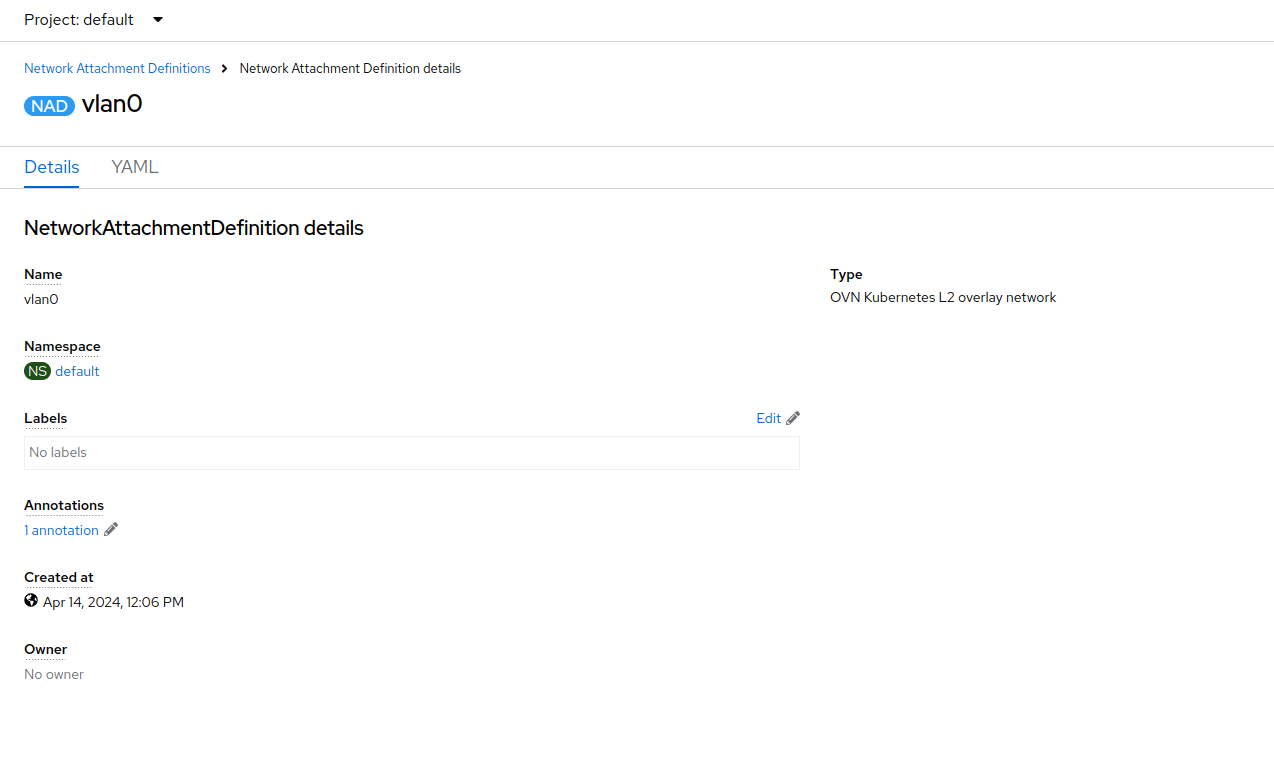 Project: default
Network Attachment Definitions > Network Attachment Definition details
NAD vlan0
Details YAML
NetworkAttachmentDefinition details
Name
vlan0
Type
OVN Kubernetes L2 overlay network
Namespace
NS default
Labels
Edit
No labels
Annotations
1 annotation
Created at
Apr 14, 2024, 12:06 PM
Owner
No owner